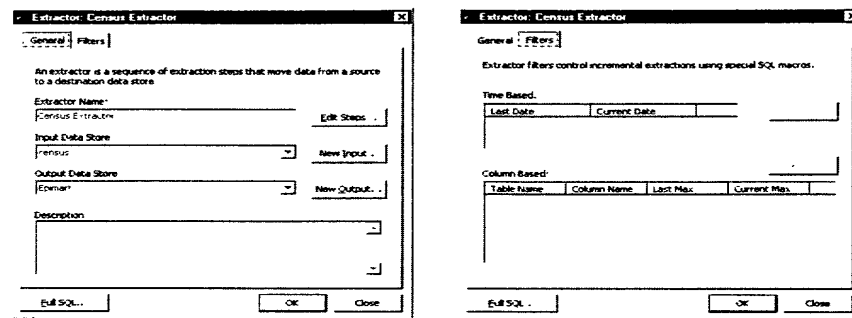 Extractor: Census Extractor
General Filters
An extractor is a sequence of extraction steps that move data from a source
to a destination data store
Extractor Name:
Census Extractor
Edit Steps . .
Input Data Store
census
New Input . .
Output Data Store
Epimart
New Output. . .
Description
Full SQL...
OK Close
Extractor: Census Extractor
General Filters
Extractor filters control incremental extractions using special SQL macros.
Time Based.
Last Date Current Date
Column Based:
Table Name Column Name Last Max Current Max
Full SQL .
OK Close